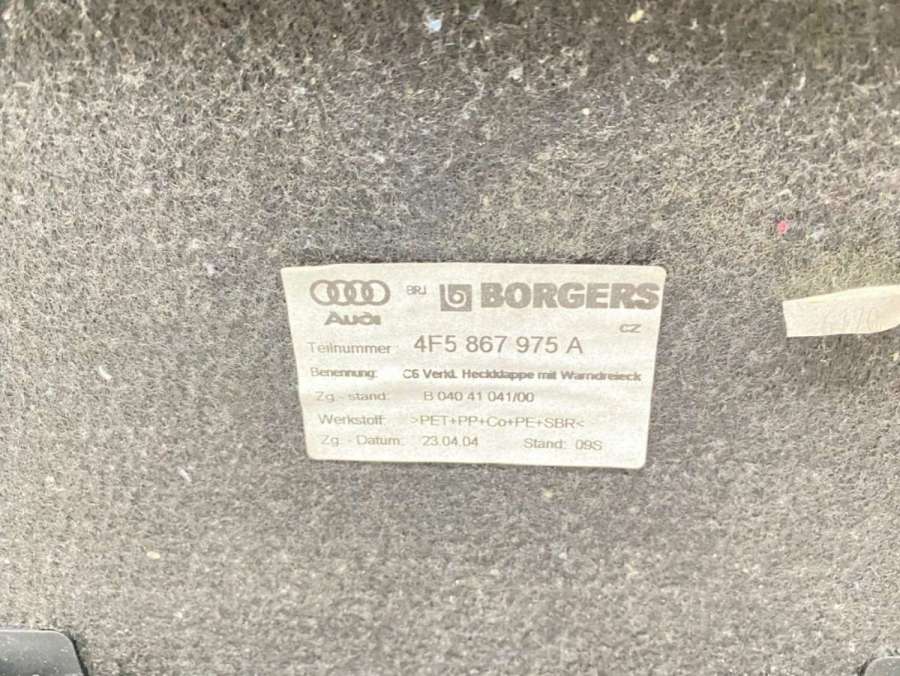 BRJ BORGERS
Audi
CZ
Teilnummer: 4F5 867 975 A
Benennung: C6 Verkl. Heckklappe mit Warndreieck
Zg.-stand: B 040 41 041/00
Werkstoff: >PET+PP+Co+PE+SBR<
Zg.-Datum: 23.04.04 Stand: 09S